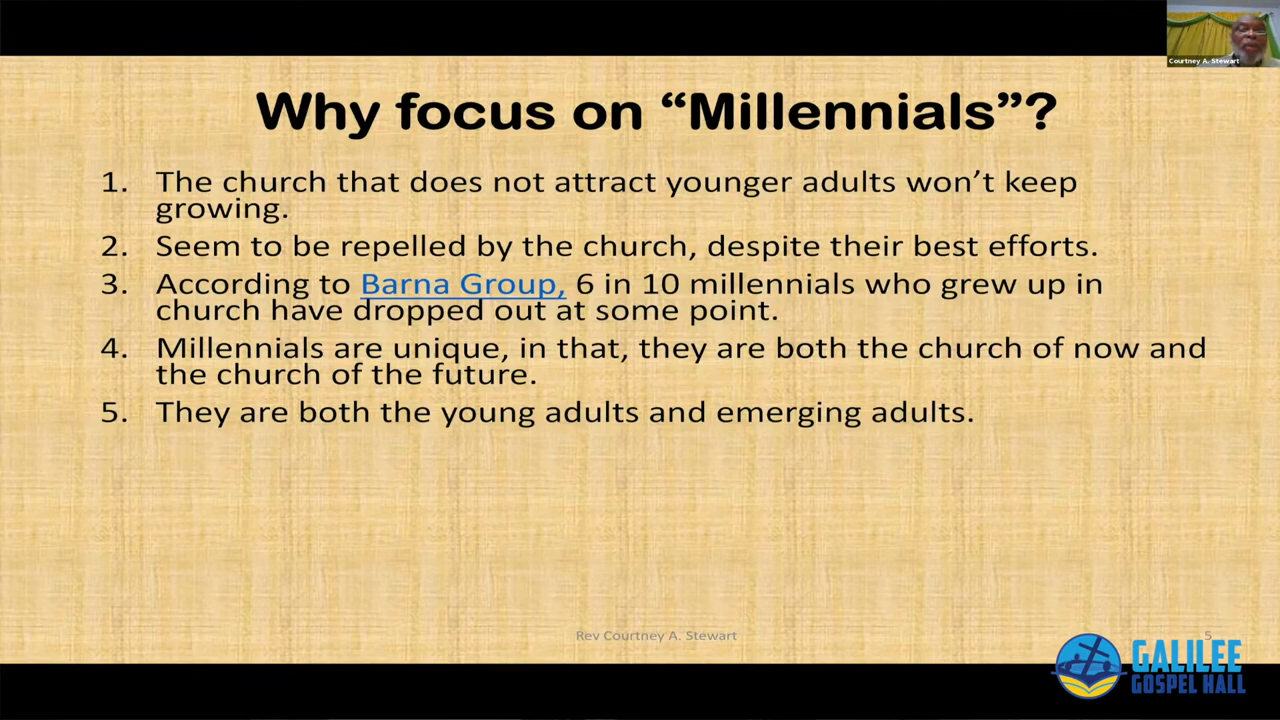 Courtney A. Stewart
Why focus on “Millennials”?
1. The church that does not attract younger adults won’t keep
growing.
2. Seem to be repelled by the church, despite their best efforts.
3. According to Barna Group, 6 in 10 millennials who grew up in
church have dropped out at some point.
4. Millennials are unique, in that, they are both the church of now and
the church of the future.
5. They are both the young adults and emerging adults.
Rev Courtney A. Stewart
5
GALILEE
GOSPEL HALL